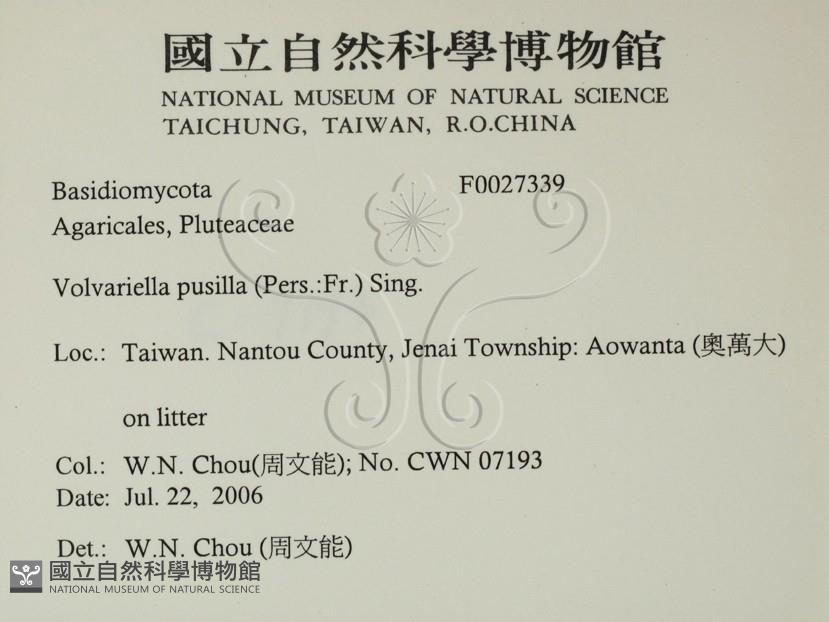 國立自然科學博物館
NATIONAL MUSEUM OF NATURAL SCIENCE
TAICHUNG, TAIWAN, R.O.CHINA
Basidiomycota F0027339
Agaricales, Pluteaceae
Volvariella pusilla (Pers.:Fr.) Sing.
Loc.: Taiwan. Nantou County, Jenai Township: Aowanta (奧萬大)
on litter
Col.: W.N. Chou(周文能); No. CWN 07193
Date: Jul. 22, 2006
Det.: W.N. Chou (周文能)
國立自然科學博物館
NATIONAL MUSEUM OF NATURAL SCIENCE